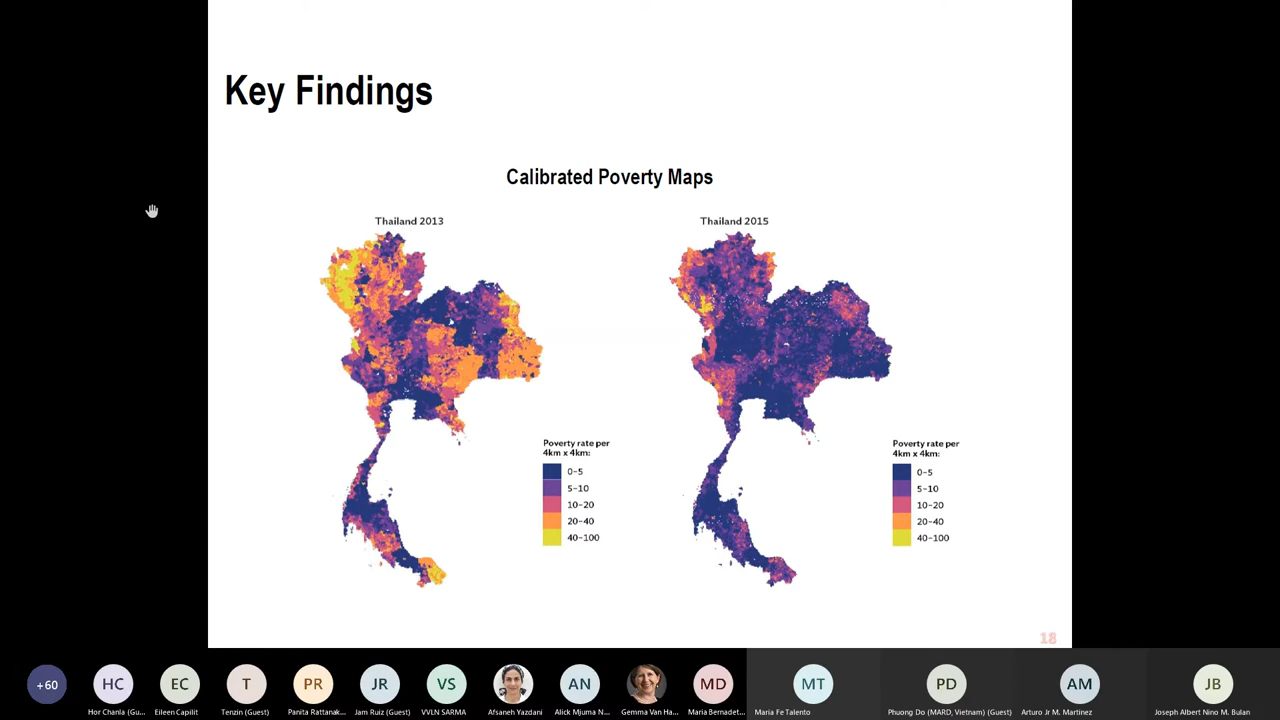 Key Findings
Calibrated Poverty Maps
Thailand 2013
Thailand 2015
Poverty rate per
4km x 4km:
0–5
5–10
10–20
20–40
40–100
Poverty rate per
4km x 4km:
0–5
5–10
10–20
20–40
40–100
18
+60
HC
EC
T
PR
JR
VS
AN
MD
MT
PD
AM
JB
Hor Chanla (Gu...
Eileen Capilit
Tenzin (Guest)
Panita Rattanak...
Jam Ruiz (Guest)
VVLN SARMA
Afsaneh Yazdani
Alick Mjuma N...
Gemma Van Ha...
Maria Bernadet...
Maria Fe Talento
Phuong Do (MARD, Vietnam) (Guest)
Arturo Jr M. Martinez
Joseph Albert Nino M. Bulan